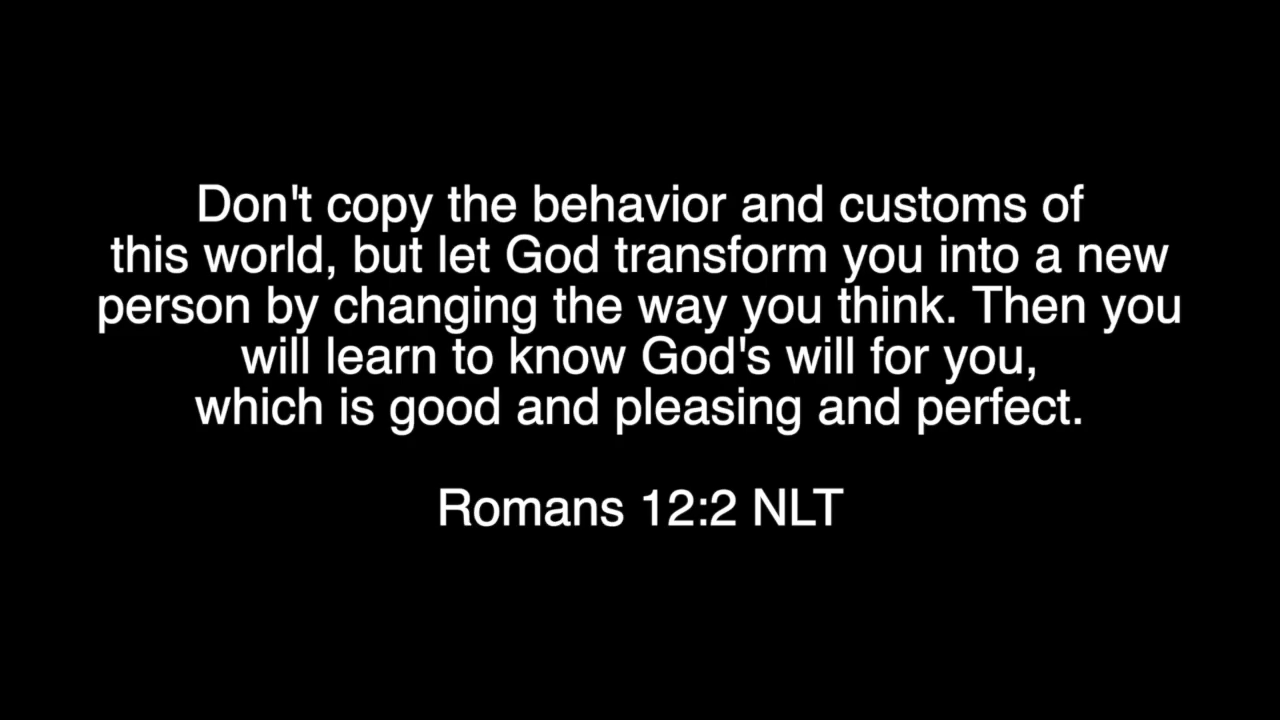 Don't copy the behavior and customs of
this world, but let God transform you into a new
person by changing the way you think. Then you
will learn to know God's will for you,
which is good and pleasing and perfect.
Romans 12:2 NLT